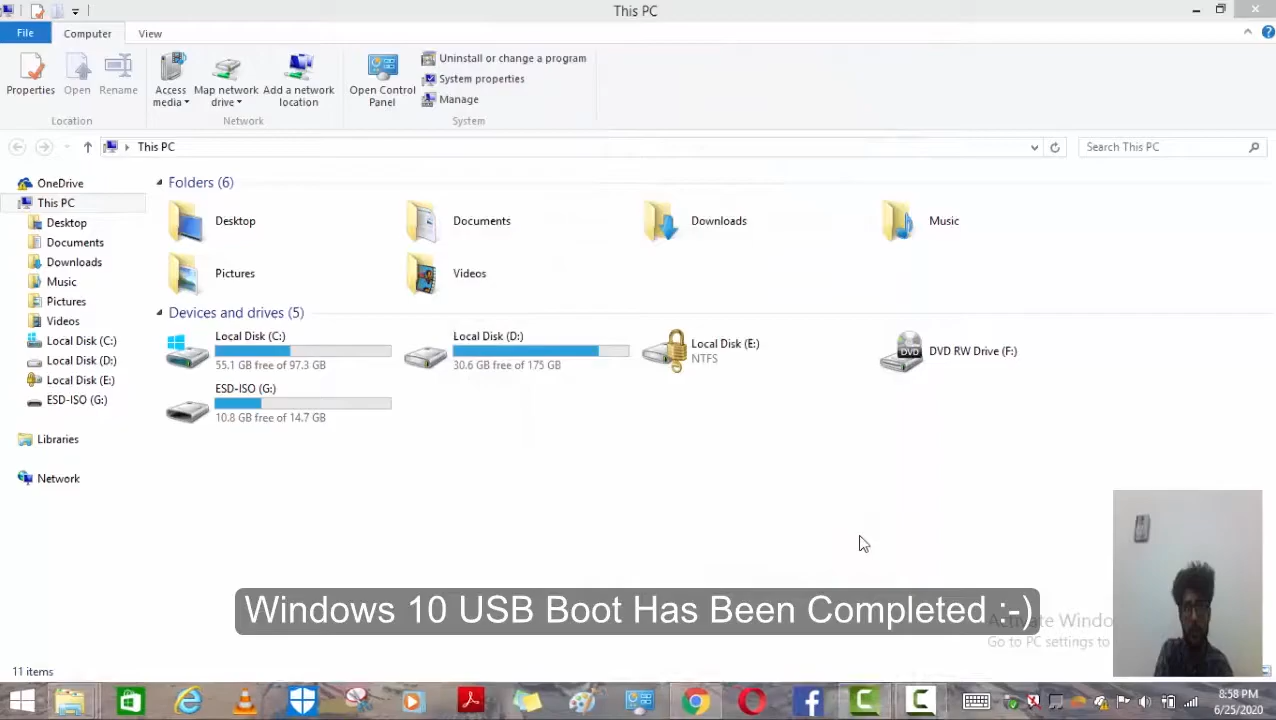 This PC
File
Computer
View
Properties
Open
Rename
Access media
Map network drive
Add a network location
Open Control Panel
Uninstall or change a program
System properties
Manage
Location
Network
System
This PC
Search This PC
OneDrive
This PC
Desktop
Documents
Downloads
Music
Pictures
Videos
Local Disk (C:)
Local Disk (D:)
Local Disk (E:)
ESD-ISO (G:)
Libraries
Network
Folders (6)
Desktop
Documents
Downloads
Music
Pictures
Videos
Devices and drives (5)
Local Disk (C:)
55.1 GB free of 97.3 GB
Local Disk (D:)
30.6 GB free of 175 GB
Local Disk (E:)
NTFS
DVD
DVD RW Drive (F:)
ESD-ISO (G:)
10.8 GB free of 14.7 GB
Windows 10 USB Boot Has Been Completed :-)
Activate Windo
Go to PC settings to
11 items
8:58 PM
6/25/2020